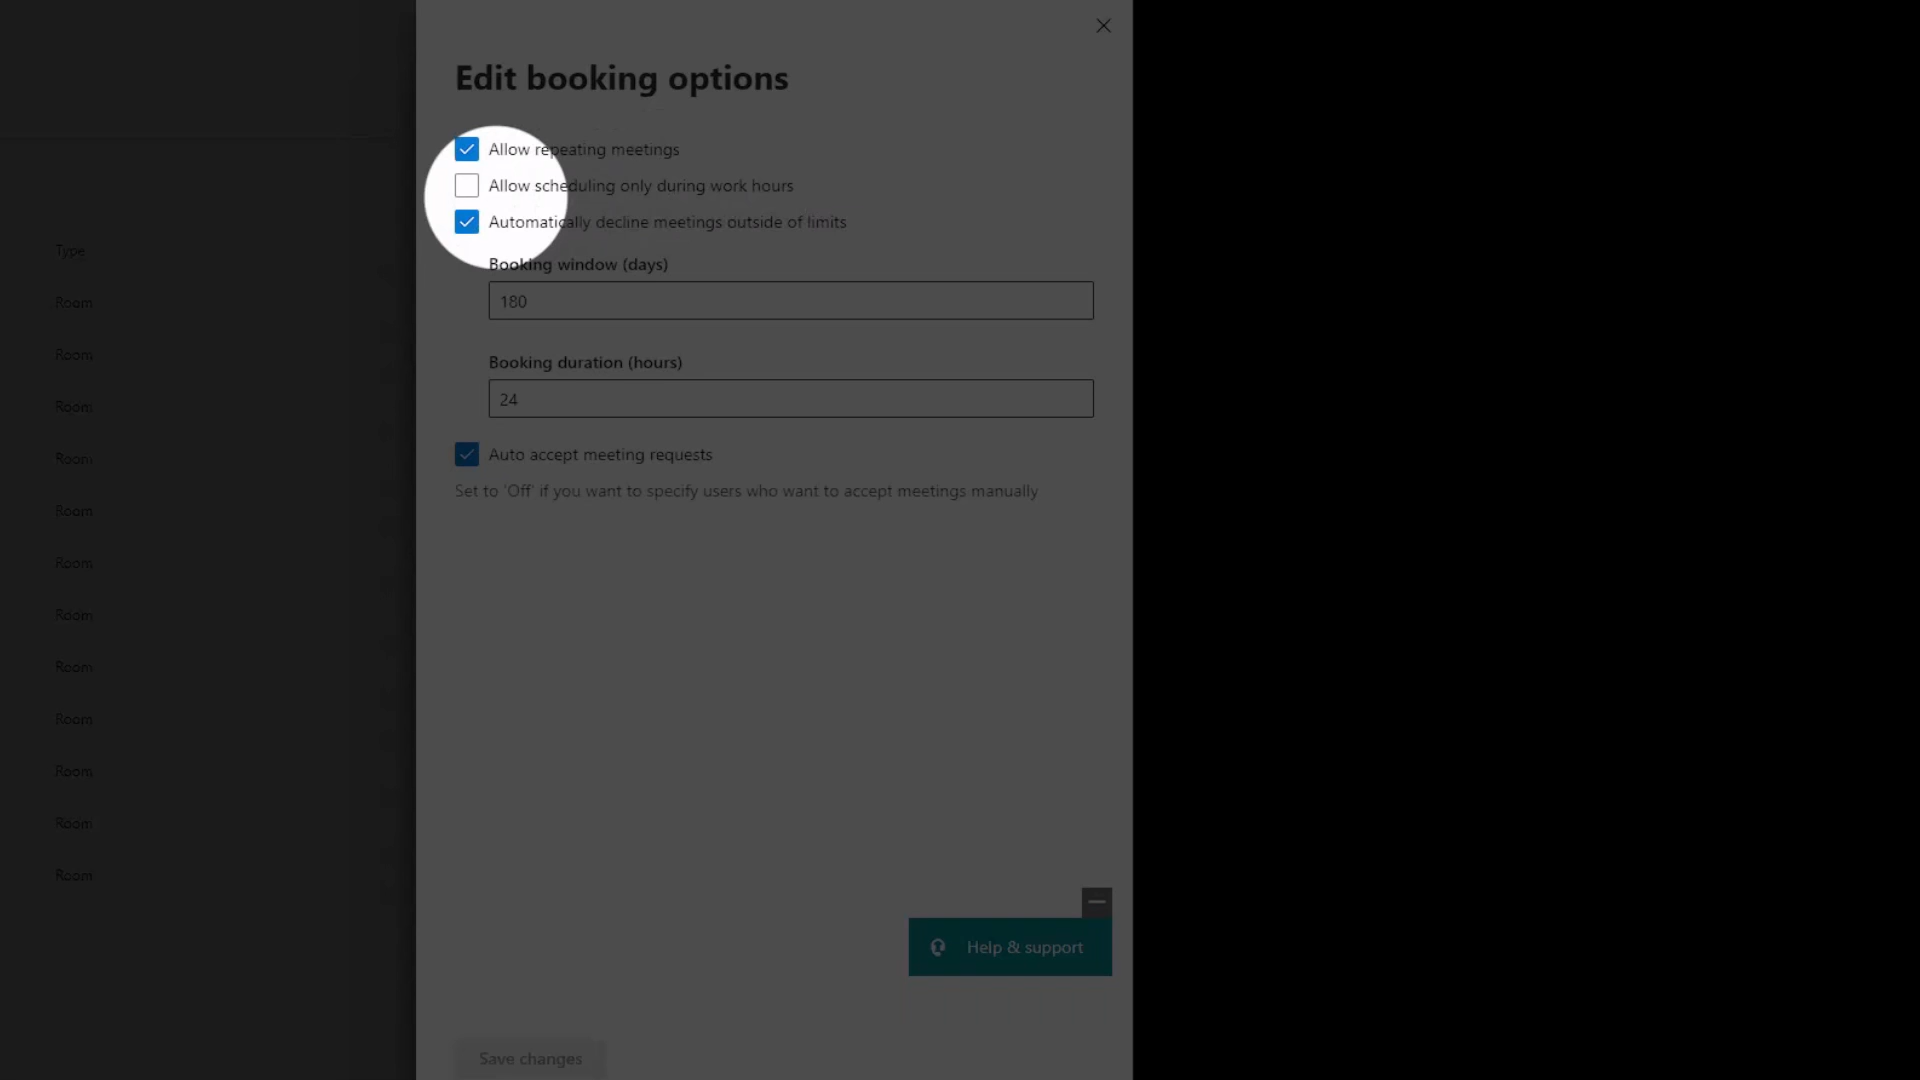 Edit booking options
Allow repeating meetings
Allow scheduling only during work hours
Automatically decline meetings outside of limits
Booking window (days)
180
Booking duration (hours)
24
Auto accept meeting requests
Set to 'Off' if you want to specify users who want to accept meetings manually
Type
Room
Room
Room
Room
Room
Room
Room
Room
Room
Room
Room
Room
Help & support
Save changes